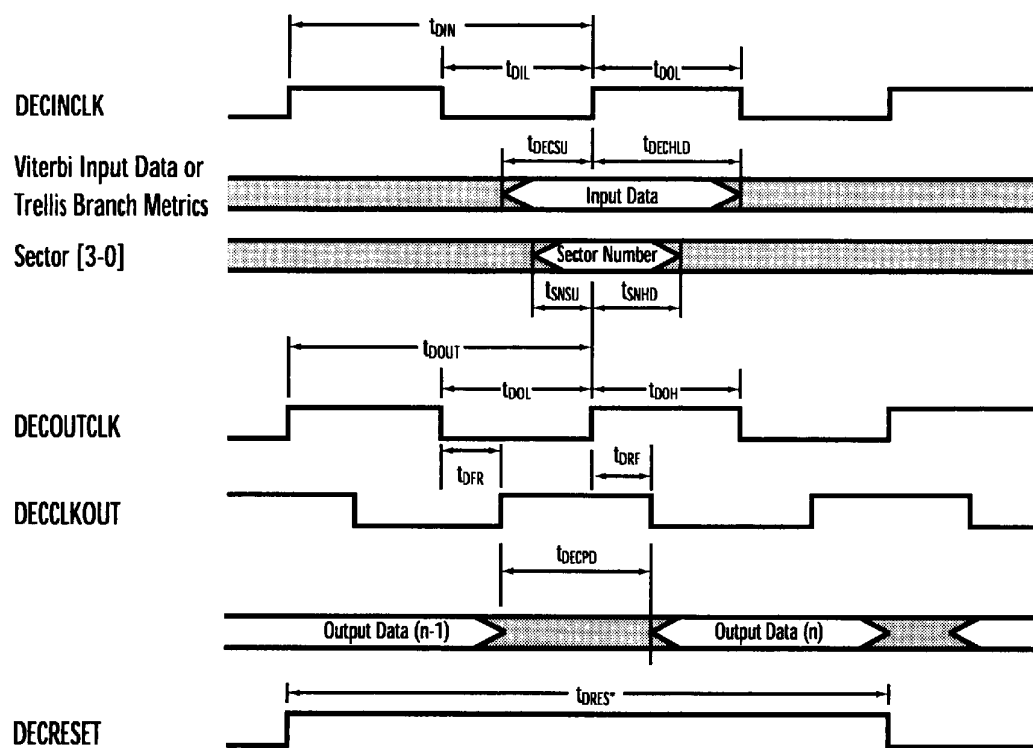 tDIN
tDIL
tDOL
DECINCLK
tDECSU
tDECHLD
Viterbi Input Data or
Trellis Branch Metrics
Input Data
Sector [3-0]
Sector Number
tSNSU
tSNHD
tDOUT
tDOL
tDOH
DECOUTCLK
tDFR
tDRF
DECCLKOUT
tDECPD
Output Data (n-1)
Output Data (n)
tDRES*
DECRESET